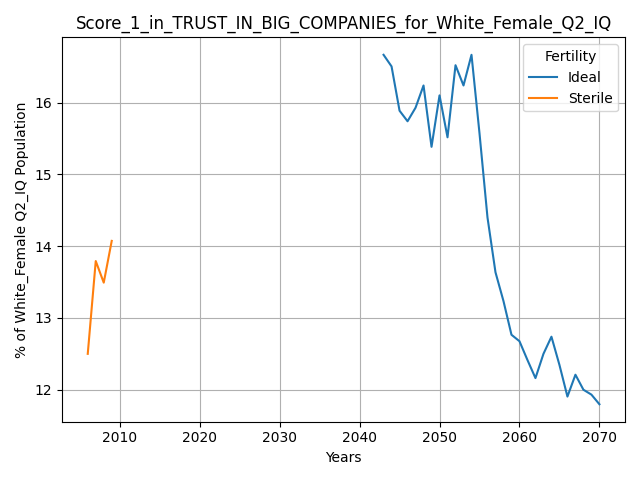 Score_1_in_TRUST_IN_BIG_COMPANIES_for_White_Female_Q2_IQ
Fertility
Ideal
Sterile
% of White_Female Q2_IQ Population
16
15
14
13
12
2010 2020 2030 2040 2050 2060 2070
Years